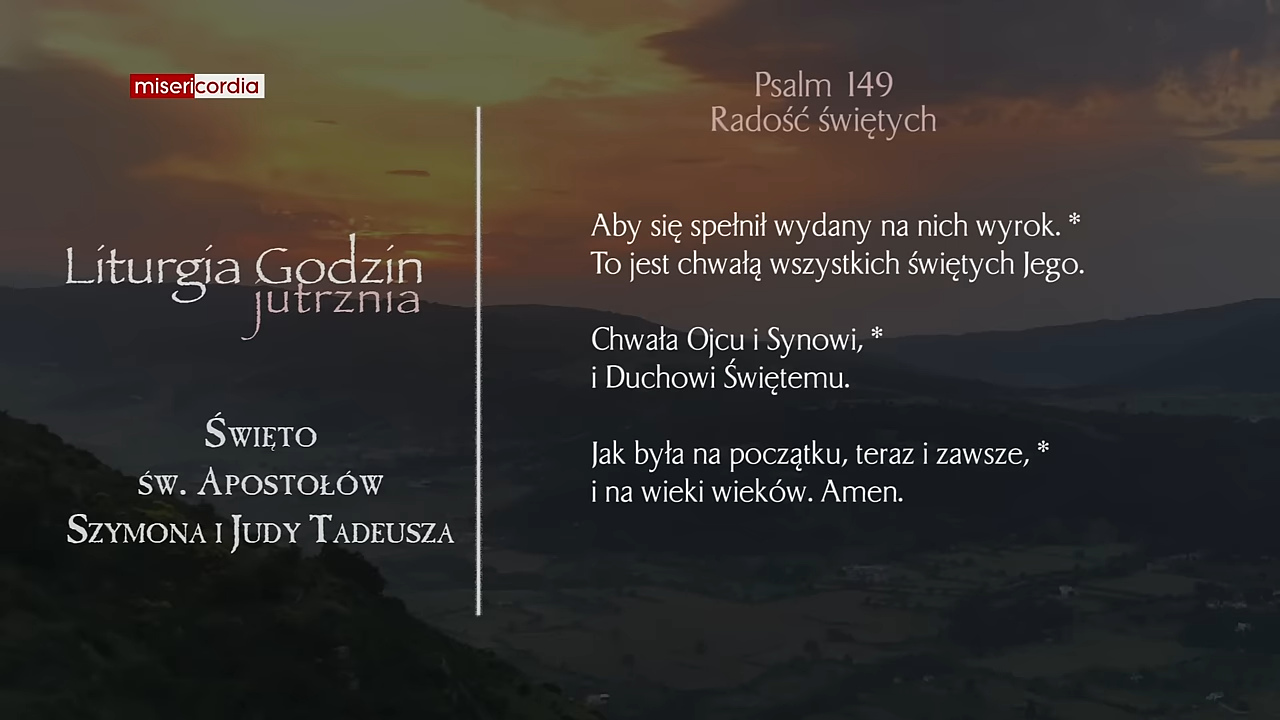 misericordia
Liturgia Godzin
jutrznia
Święto
św. Apostołów
Szymona i Judy Tadeusza
Psalm 149
Radość świętych
Aby się spełnił wydany na nich wyrok. *
To jest chwałą wszystkich świętych Jego.
Chwała Ojcu i Synowi, *
i Duchowi Świętemu.
Jak była na początku, teraz i zawsze, *
i na wieki wieków. Amen.